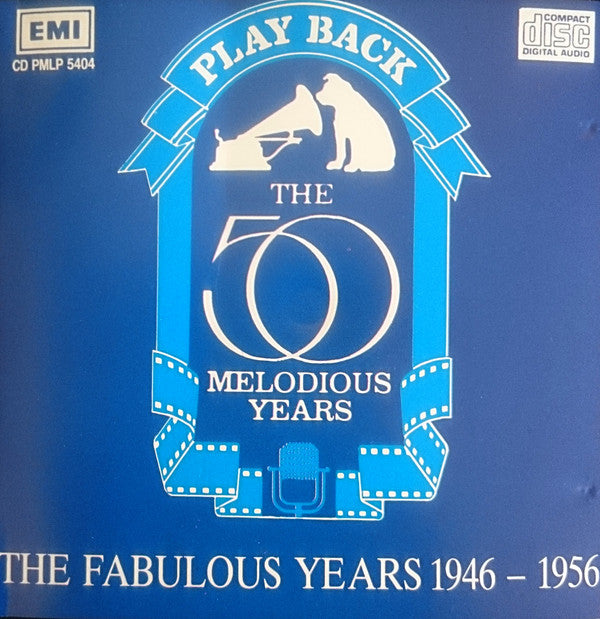 EMI
CD PMLP 5404
COMPACT
disc
DIGITAL AUDIO
PLAY BACK
THE
50
MELODIOUS
YEARS
THE FABULOUS YEARS 1946 – 1956